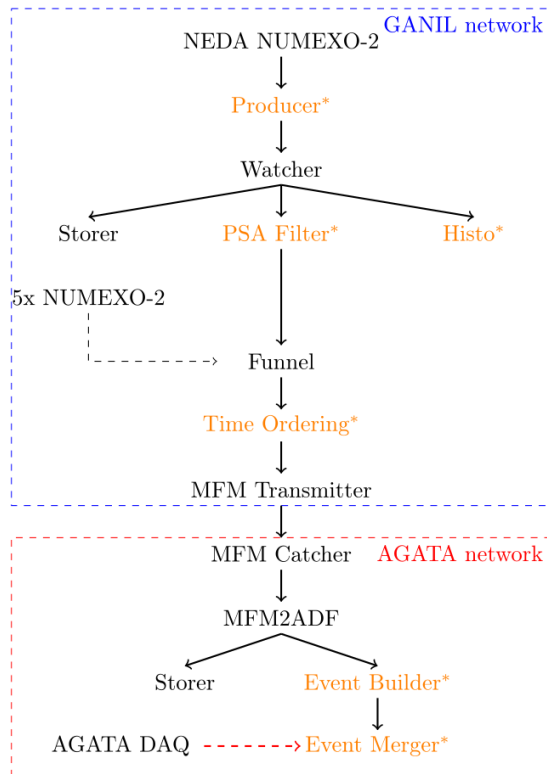 GANIL network
NEDA NUMEXO-2
Producer*
Watcher
Storer PSA Filter* Histo*
5x NUMEXO-2
Funnel
Time Ordering*
MFM Transmitter
MFM Catcher AGATA network
MFM2ADF
Storer Event Builder*
AGATA DAQ Event Merger*